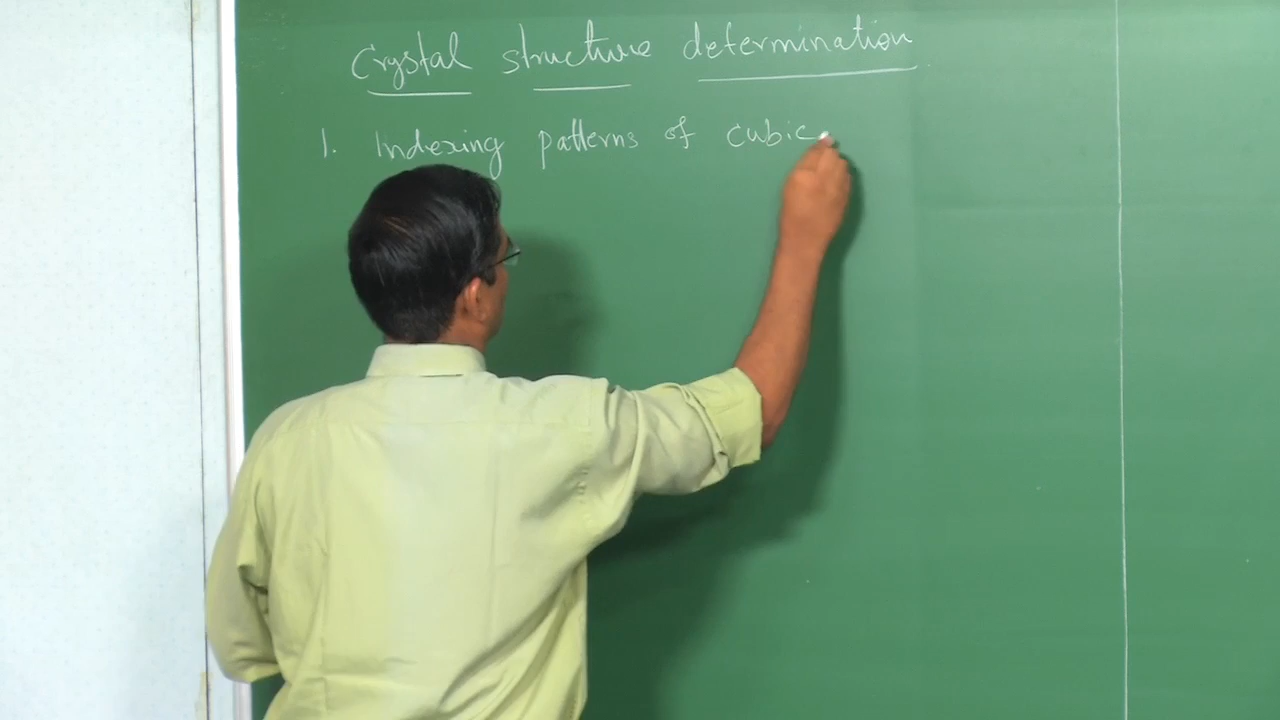 Crystal structure determination
1. Indexing patterns of cubic